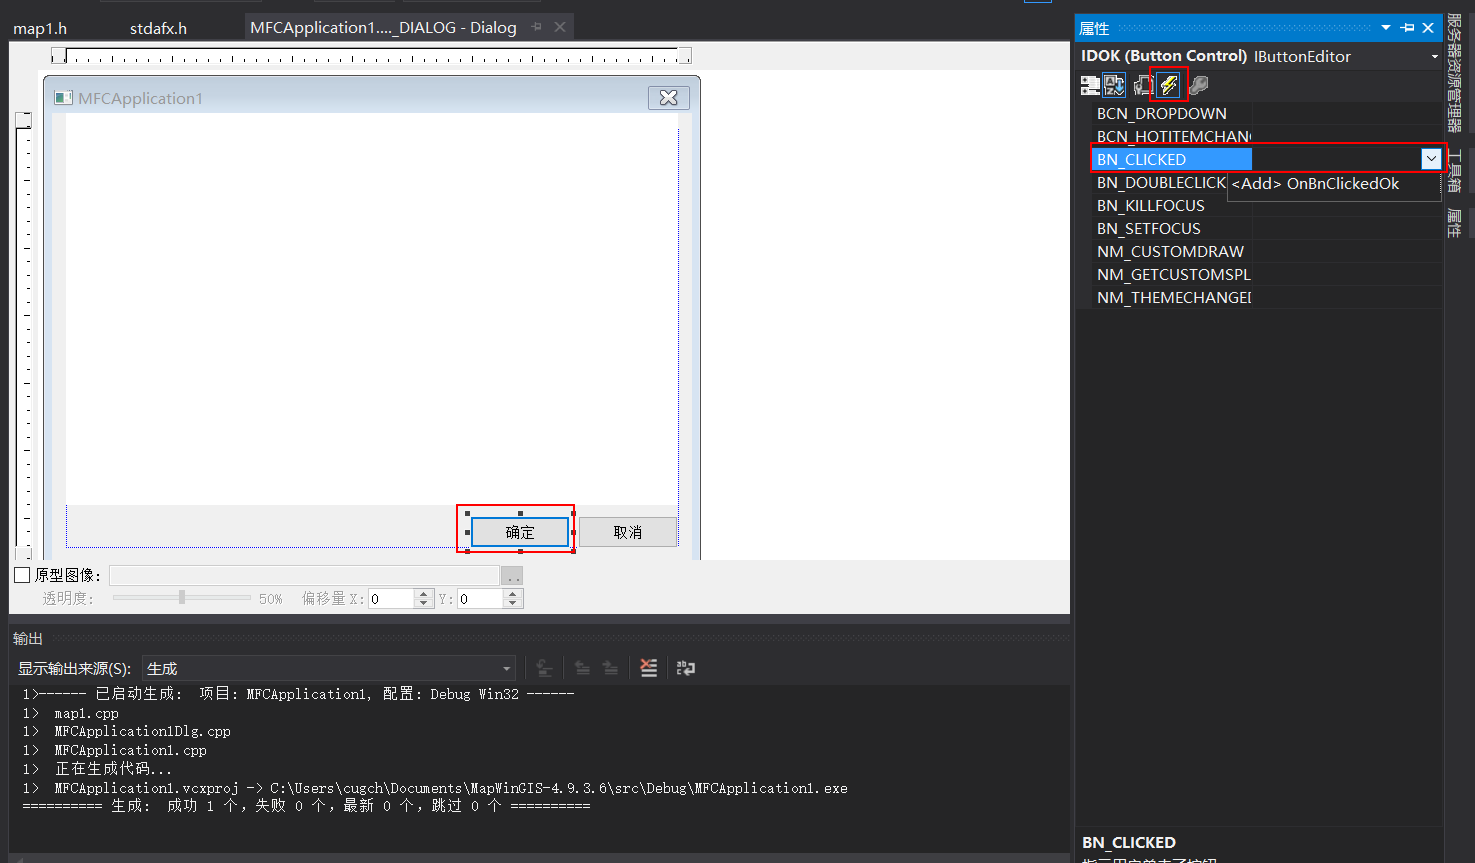 map1.h
stdafx.h
MFCApplication1...._DIALOG - Dialog
MFCApplication1
确定
取消
原型图像:
..
透明度:
50%
偏移量 X:
0
Y:
0
属性
IDOK (Button Control) IButtonEditor
BCN_DROPDOWN
BCN_HOTITEMCHAN
BN_CLICKED
<Add> OnBnClickedOk
BN_DOUBLECLICK
BN_KILLFOCUS
BN_SETFOCUS
NM_CUSTOMDRAW
NM_GETCUSTOMSPL
NM_THEMECHANGE
BN_CLICKED
服务器资源管理器
工具箱
属性
输出
显示输出来源(S): 生成
1>------ 已启动生成: 项目: MFCApplication1, 配置: Debug Win32 ------
1> map1.cpp
1> MFCApplication1Dlg.cpp
1> MFCApplication1.cpp
1> 正在生成代码...
1> MFCApplication1.vcxproj -> C:\Users\cugch\Documents\MapWinGIS-4.9.3.6\src\Debug\MFCApplication1.exe
========== 生成: 成功 1 个，失败 0 个，最新 0 个，跳过 0 个 ==========